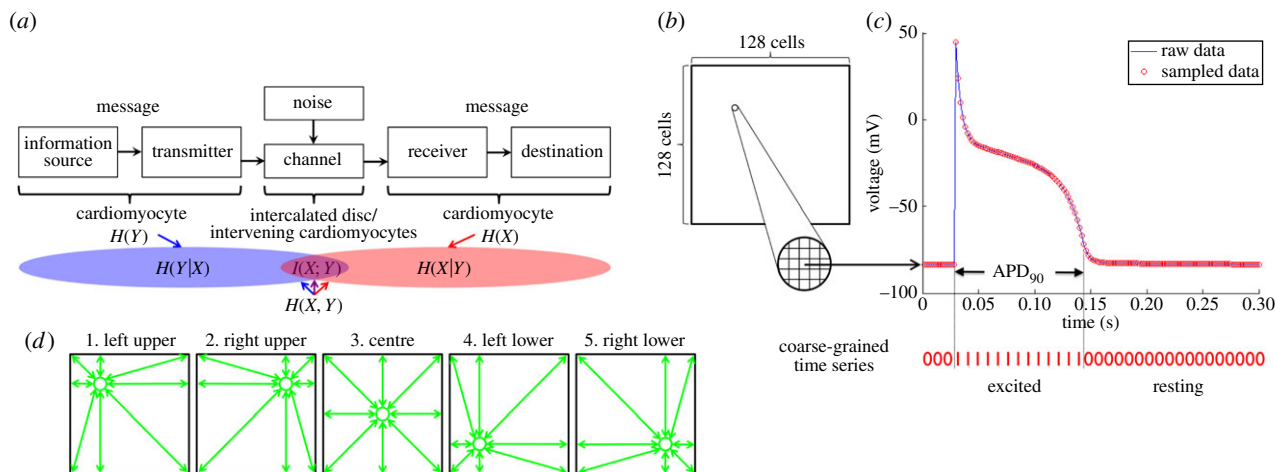 (a)
message
noise
message
information
source
transmitter
channel
receiver
destination
cardiomyocyte
intercalated disc/
intervening cardiomyocytes
cardiomyocyte
H(Y)
H(X)
H(Y|X)
I(X; Y)
H(X|Y)
H(X, Y)
(b)
128 cells
128 cells
coarse-grained
time series
(c)
50
0
−50
−100
voltage (mV)
raw data
sampled data
APD90
0 0.05 0.10 0.15 0.20 0.25 0.30
time (s)
000 | | | | | | | | | | | | | 000000000000000000
excited
resting
(d)
1. left upper
2. right upper
3. centre
4. left lower
5. right lower